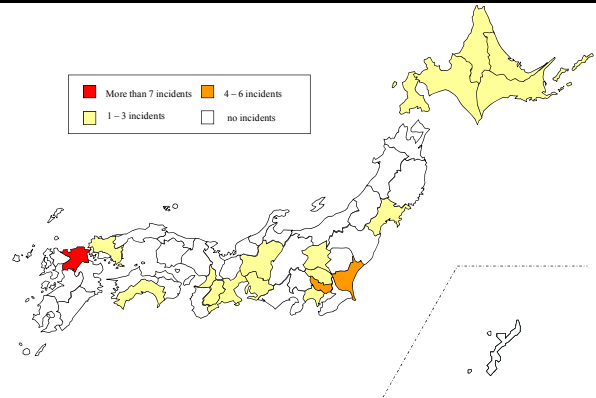 More than 7 incidents
4 – 6 incidents
1 – 3 incidents
no incidents